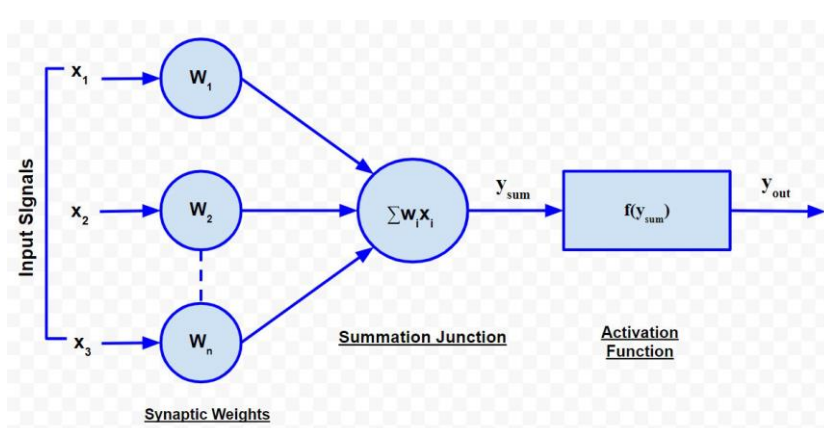 Input Signals
x1
W1
x2
W2
x3
Wn
Synaptic Weights
∑wixi
Summation Junction
ysum
f(ysum)
Activation
Function
yout